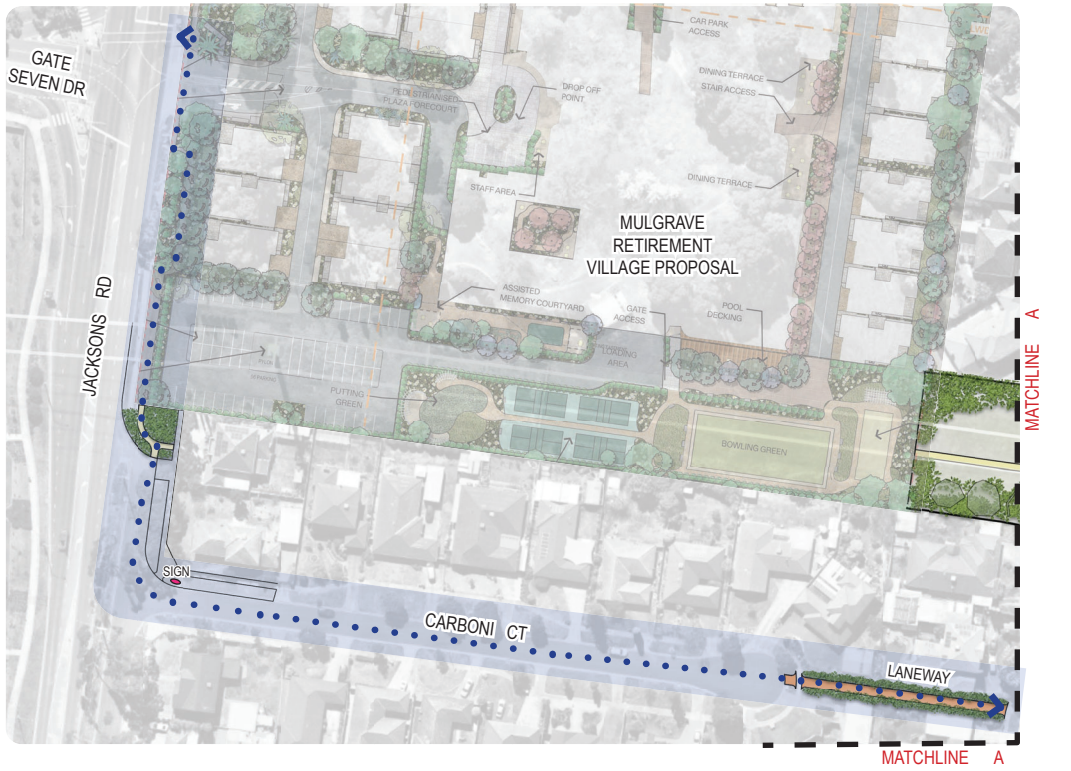 GATE
SEVEN DR
CAR PARK
ACCESS
DINING TERRACE
STAIR ACCESS
PLAZA FORECOURT
DROP OFF
POINT
STAFF AREA
DINING TERRACE
MULGRAVE
RETIREMENT
VILLAGE PROPOSAL
JACKSONS RD
ASSISTED
MEMORY COURTYARD
GATE
ACCESS
POOL
DECKING
LOADING
AREA
PUTTING
GREEN
BOWLING GREEN
MATCHLINE A
SIGN
CARBONI CT
LANEWAY
MATCHLINE A